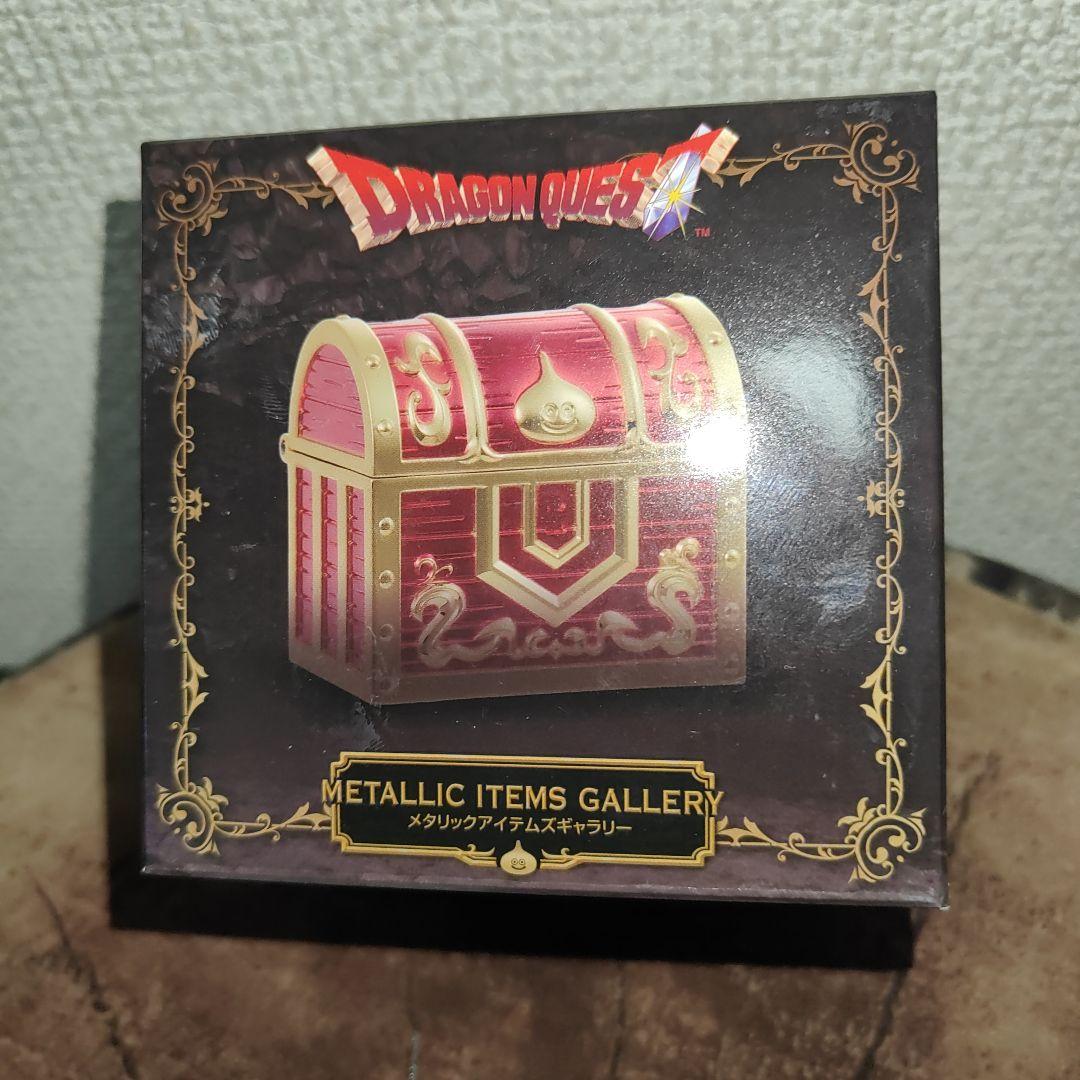 DRAGON QUEST
TM
METALLIC ITEMS GALLERY
メタリックアイテムズギャラリー